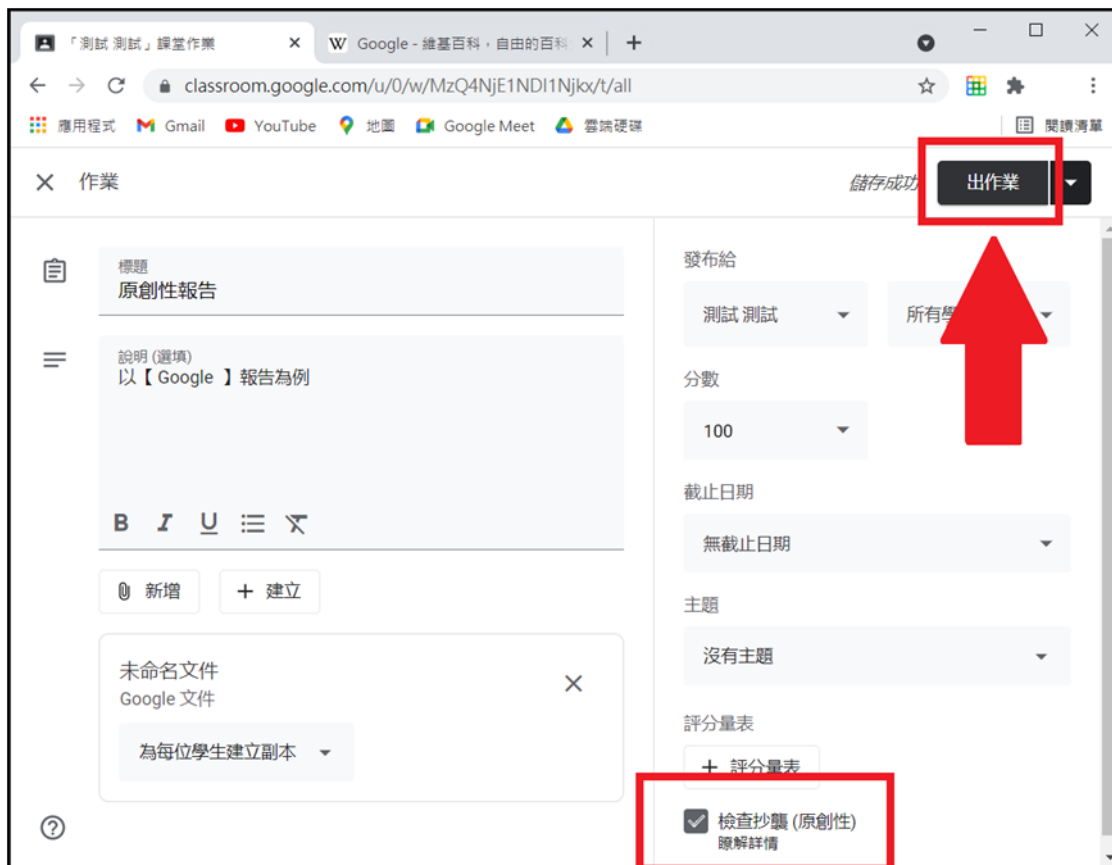 「測試 測試」課堂作業
W Google - 維基百科，自由的百科
classroom.google.com/u/0/w/MzQ4NjE1NDI1Njkx/t/all
應用程式 Gmail YouTube 地圖 Google Meet 雲端硬碟 閱讀清單
作業 儲存成功 出作業
標題
原創性報告
說明 (選填)
以【 Google 】報告為例
B I U
新增 建立
未命名文件
Google 文件
為每位學生建立副本
發布給
測試 測試 所有學
分數
100
截止日期
無截止日期
主題
沒有主題
評分量表
評分量表
檢查抄襲 (原創性)
瞭解詳情